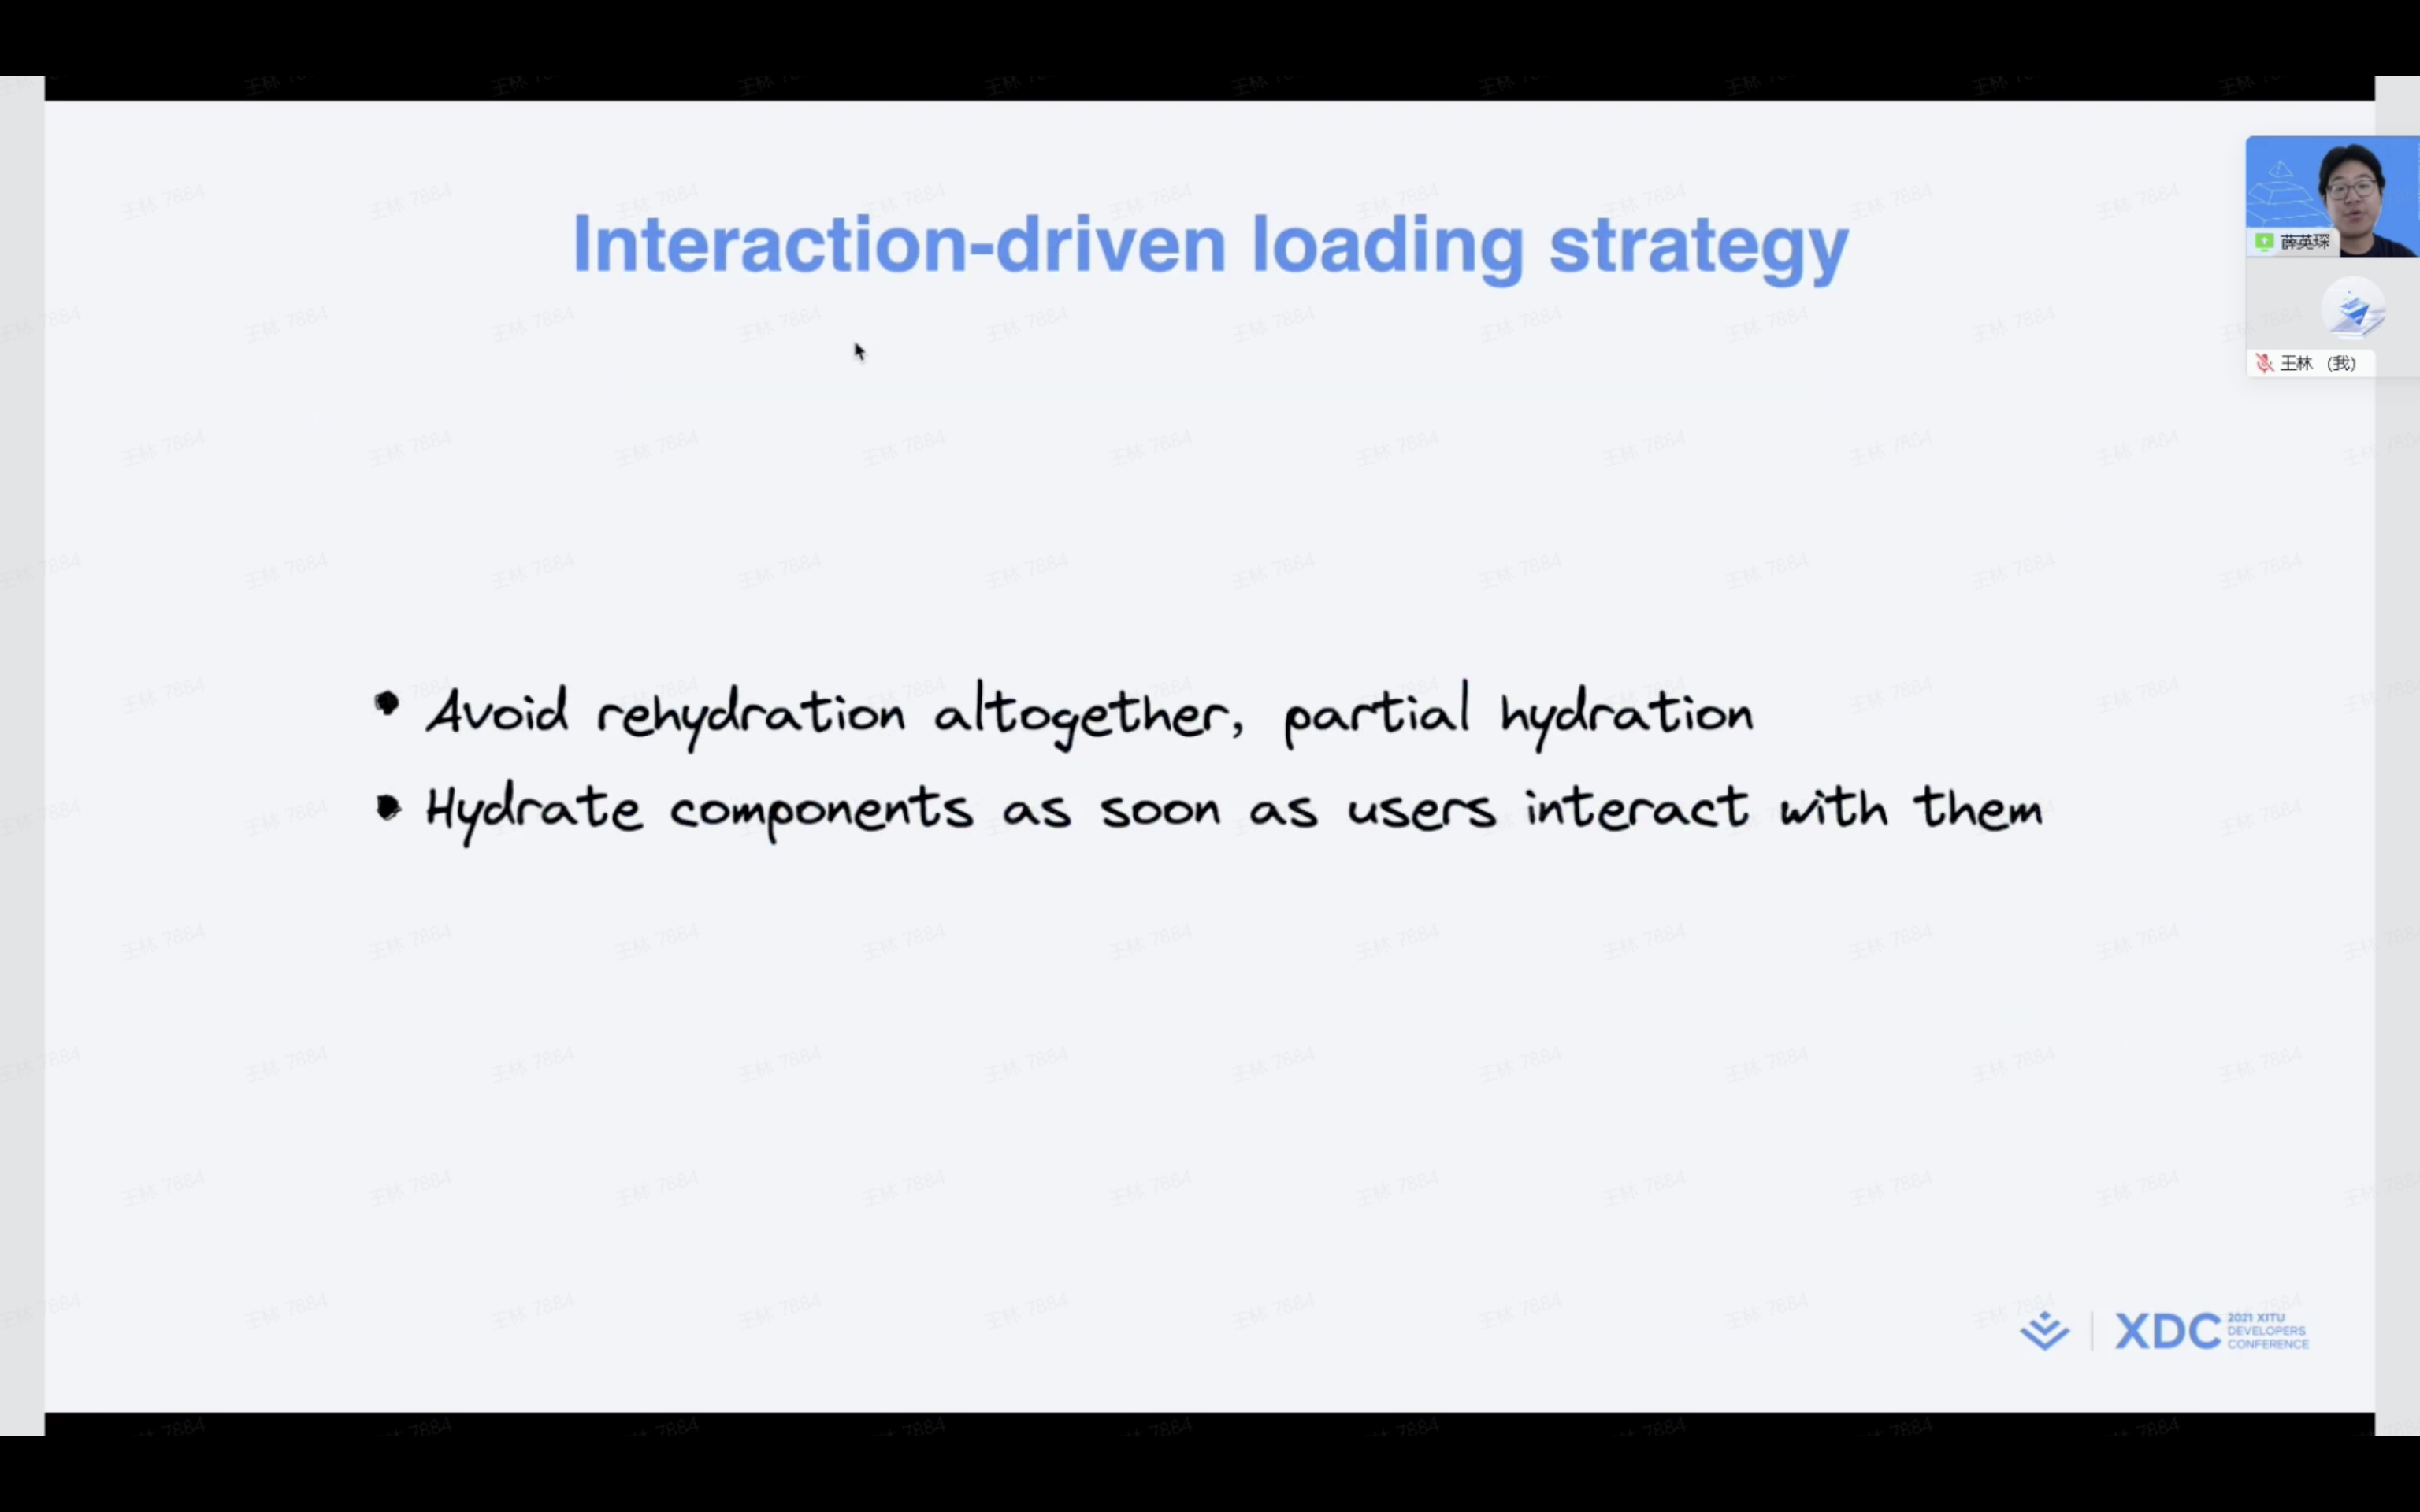 Interaction-driven loading strategy
薛英琛
王林 (我)
• Avoid rehydration altogether, partial hydration
• Hydrate components as soon as users interact with them
XDC
2021 XITU
DEVELOPERS
CONFERENCE
王林 7884